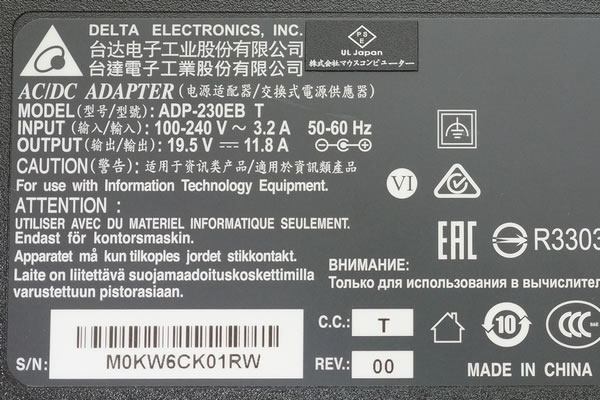 DELTA ELECTRONICS, INC.
台达电子工业股份有限公司
台達電子工業股份有限公司
PSE
UL Japan
株式会社マウスコンピューター
AC/DC ADAPTER (电源适配器/交換式電源供應器)
MODEL (型号/型號): ADP-230EB T
INPUT (输入/輸入): 100-240 V ~ 3.2 A 50-60 Hz
OUTPUT (输出/輸出): 19.5 V ⎓ 11.8 A
CAUTION (警告): 适用于资讯类产品/適用於資訊類產品
For use with Information Technology Equipment.
ATTENTION :
UTILISER AVEC DU MATERIEL INFORMATIQUE SEULEMENT.
Endast för kontorsmaskin.
Apparatet må kun tilkoples jordet stikkontakt.
Laite on liitettävä suojamaadoituskoskettimilla
varustettuun pistorasiaan.
VI
EAC R3303
ВНИМАНИЕ:
Только для использования в вычислител
S/N: M0KW6CK01RW
C.C.: T
REV.: 00
10
CCC
MADE IN CHINA